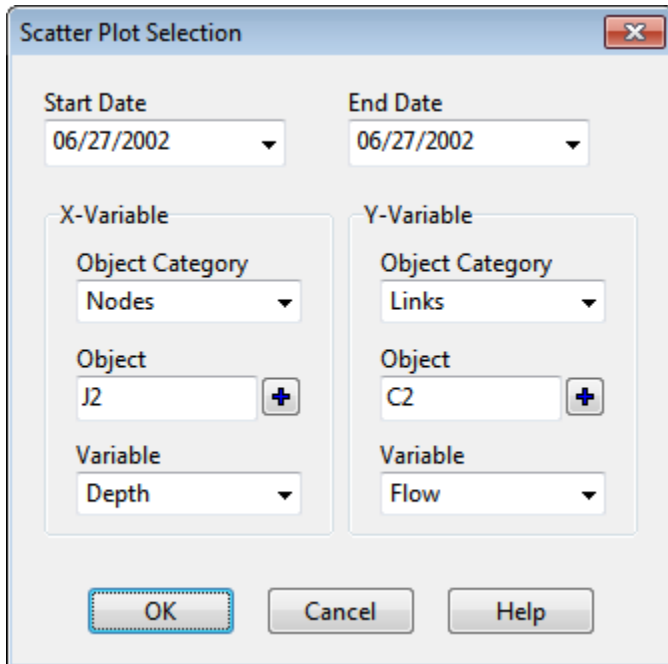 Scatter Plot Selection
Start Date
End Date
06/27/2002
06/27/2002
X-Variable
Object Category
Nodes
Object
J2
Variable
Depth
Y-Variable
Object Category
Links
Object
C2
Variable
Flow
OK
Cancel
Help